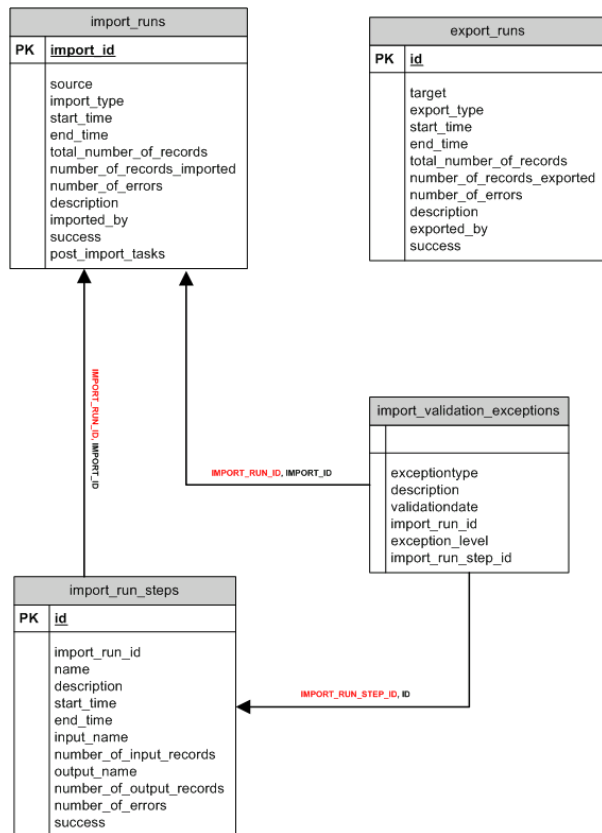 import_runs
PK import_id
source
import_type
start_time
end_time
total_number_of_records
number_of_records_imported
number_of_errors
description
imported_by
success
post_import_tasks
export_runs
PK id
target
export_type
start_time
end_time
total_number_of_records
number_of_records_exported
number_of_errors
description
exported_by
success
IMPORT_RUN_ID, IMPORT_ID
IMPORT_RUN_ID, IMPORT_ID
import_validation_exceptions
exceptiontype
description
validationdate
import_run_id
exception_level
import_run_step_id
import_run_steps
PK id
import_run_id
name
description
start_time
end_time
input_name
number_of_input_records
output_name
number_of_output_records
number_of_errors
success
IMPORT_RUN_STEP_ID, ID